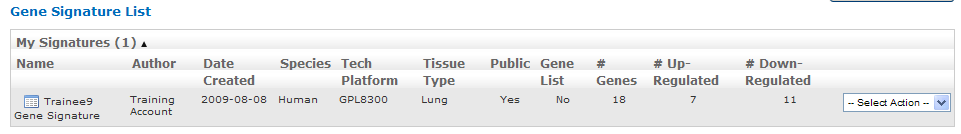 Gene Signature List
My Signatures (1)
Name Author Date Created Species Tech Platform Tissue Type Public Gene List # Genes # Up-Regulated # Down-Regulated
Trainee9 Gene Signature Training Account 2009-08-08 Human GPL8300 Lung Yes No 18 7 11 -- Select Action --